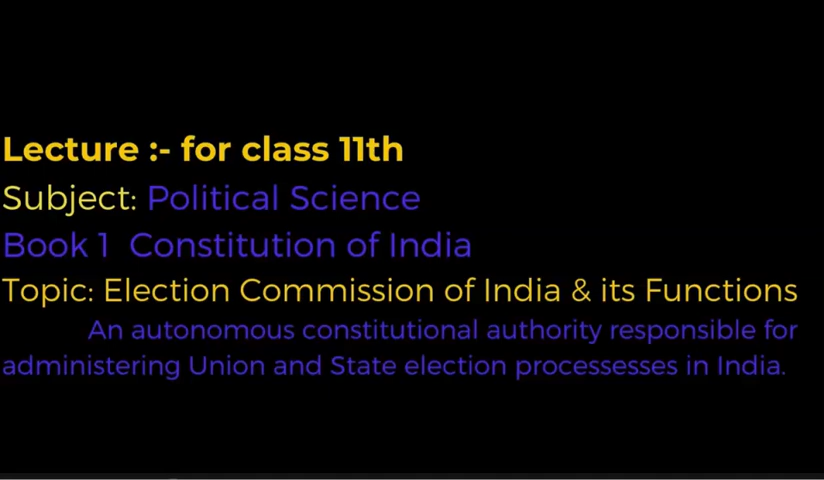 Lecture :- for class 11th
Subject: Political Science
Book 1 Constitution of India
Topic: Election Commission of India & its Functions
An autonomous constitutional authority responsible for
administering Union and State election processesses in India.